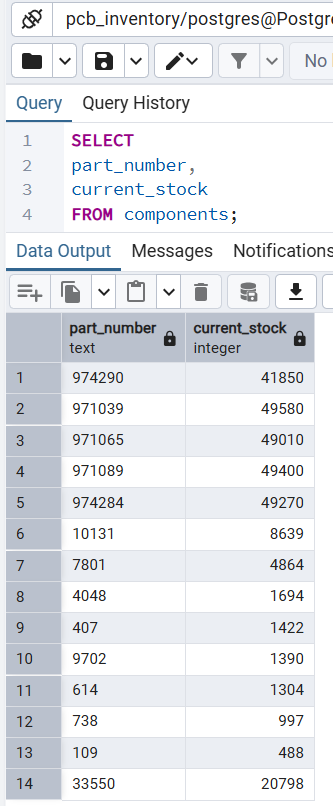 pcb_inventory/postgres@Postgr
No
Query Query History
1 SELECT
2 part_number,
3 current_stock
4 FROM components;
Data Output Messages Notifications
part_number current_stock
text integer
1 974290 41850
2 971039 49580
3 971065 49010
4 971089 49400
5 974284 49270
6 10131 8639
7 7801 4864
8 4048 1694
9 407 1422
10 9702 1390
11 614 1304
12 738 997
13 109 488
14 33550 20798